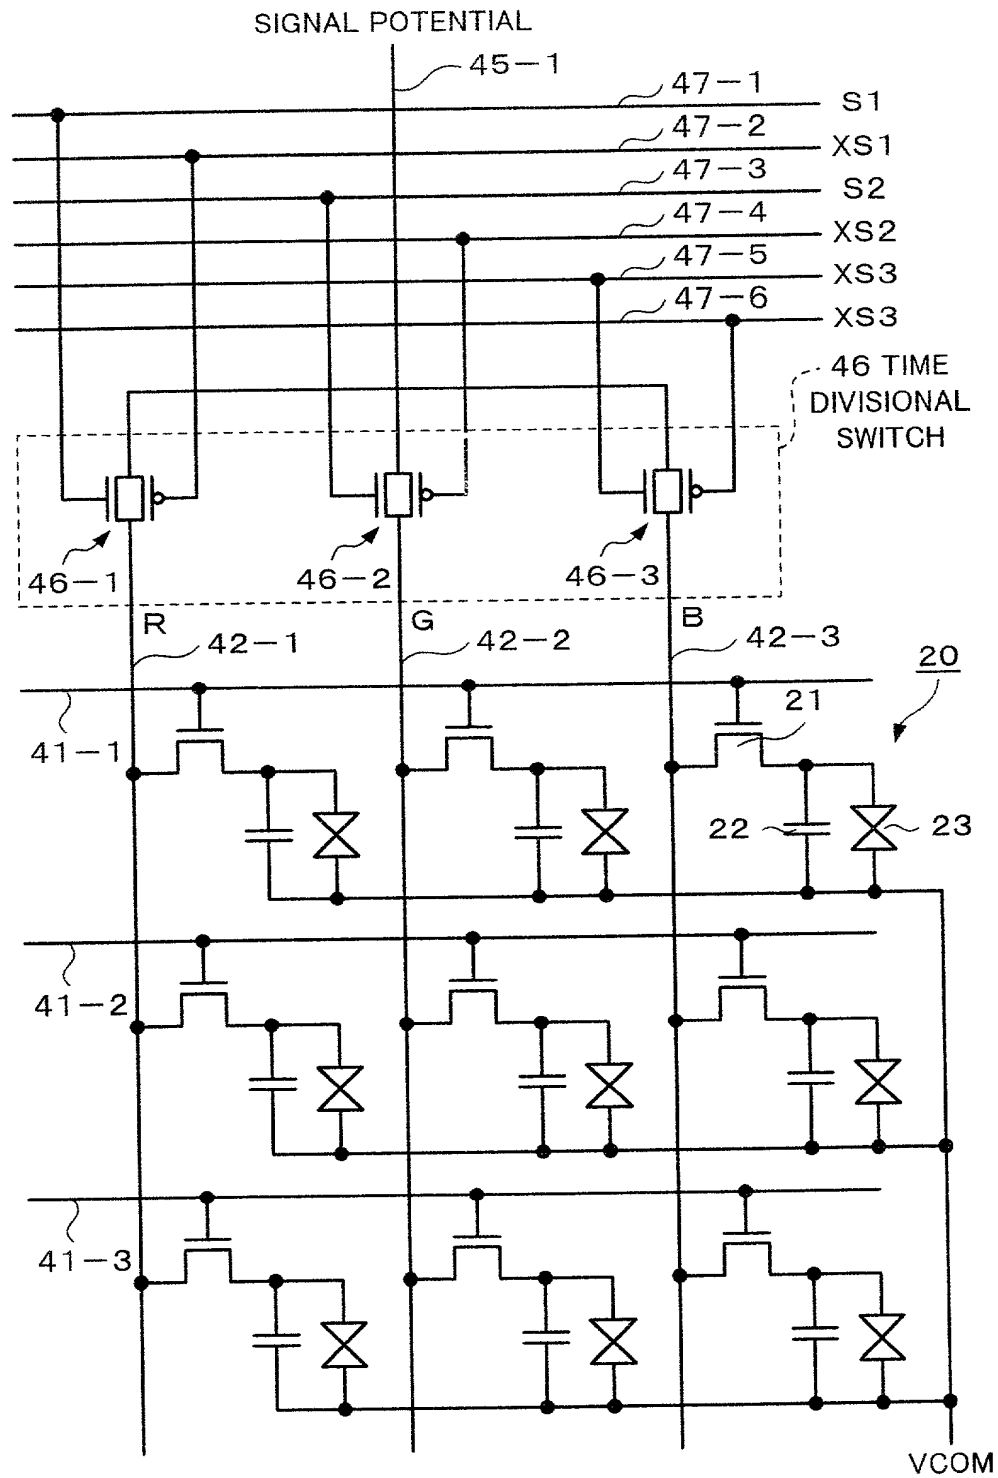 SIGNAL POTENTIAL
45-1
47-1
S1
47-2
XS1
47-3
S2
47-4
XS2
47-5
XS3
47-6
XS3
46 TIME
DIVISIONAL
SWITCH
46-1
46-2
46-3
R
G
B
42-1
42-2
42-3
20
41-1
21
22
23
41-2
41-3
VCOM